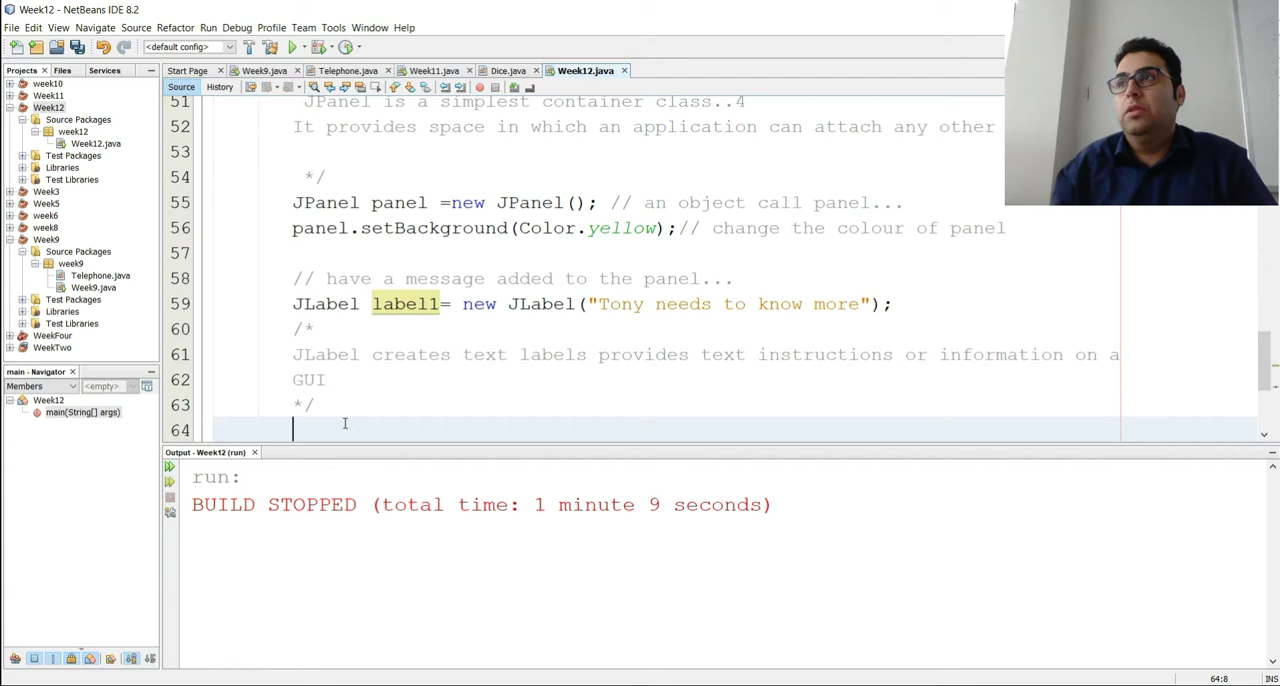 Week12 - NetBeans IDE 8.2
File Edit View Navigate Source Refactor Run Debug Profile Team Tools Window Help
<default config>
Projects Files Services
Start Page Week9.java Telephone.java Week11.java Dice.java Week12.java
Source History
week10
Week11
Week12
Source Packages
week12
Week12.java
Test Packages
Libraries
Test Libraries
Week3
Week5
week6
week8
Week9
Source Packages
week9
Telephone.java
Week9.java
Test Packages
Libraries
Test Libraries
WeekFour
WeekTwo
main - Navigator
Members <empty>
Week12
main(String[] args)
51 JPanel is a simplest container class..4
52 It provides space in which an application can attach any other
53
54 */
55 JPanel panel =new JPanel(); // an object call panel...
56 panel.setBackground(Color.yellow);// change the colour of panel
57
58 // have a message added to the panel...
59 JLabel label1= new JLabel("Tony needs to know more");
60 /*
61 JLabel creates text labels provides text instructions or information on a
62 GUI
63 */
64
Output - Week12 (run)
run:
BUILD STOPPED (total time: 1 minute 9 seconds)
64:8 INS